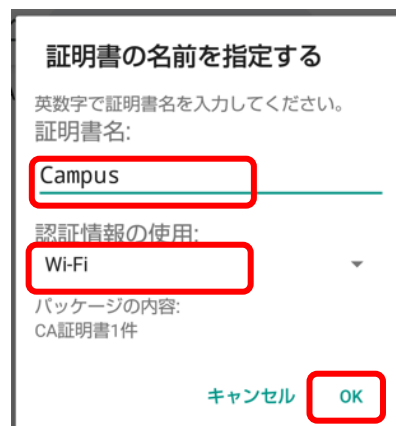 証明書の名前を指定する
英数字で証明書名を入力してください。
証明書名:
Campus
認証情報の使用:
Wi-Fi
パッケージの内容:
CA証明書1件
キャンセル OK